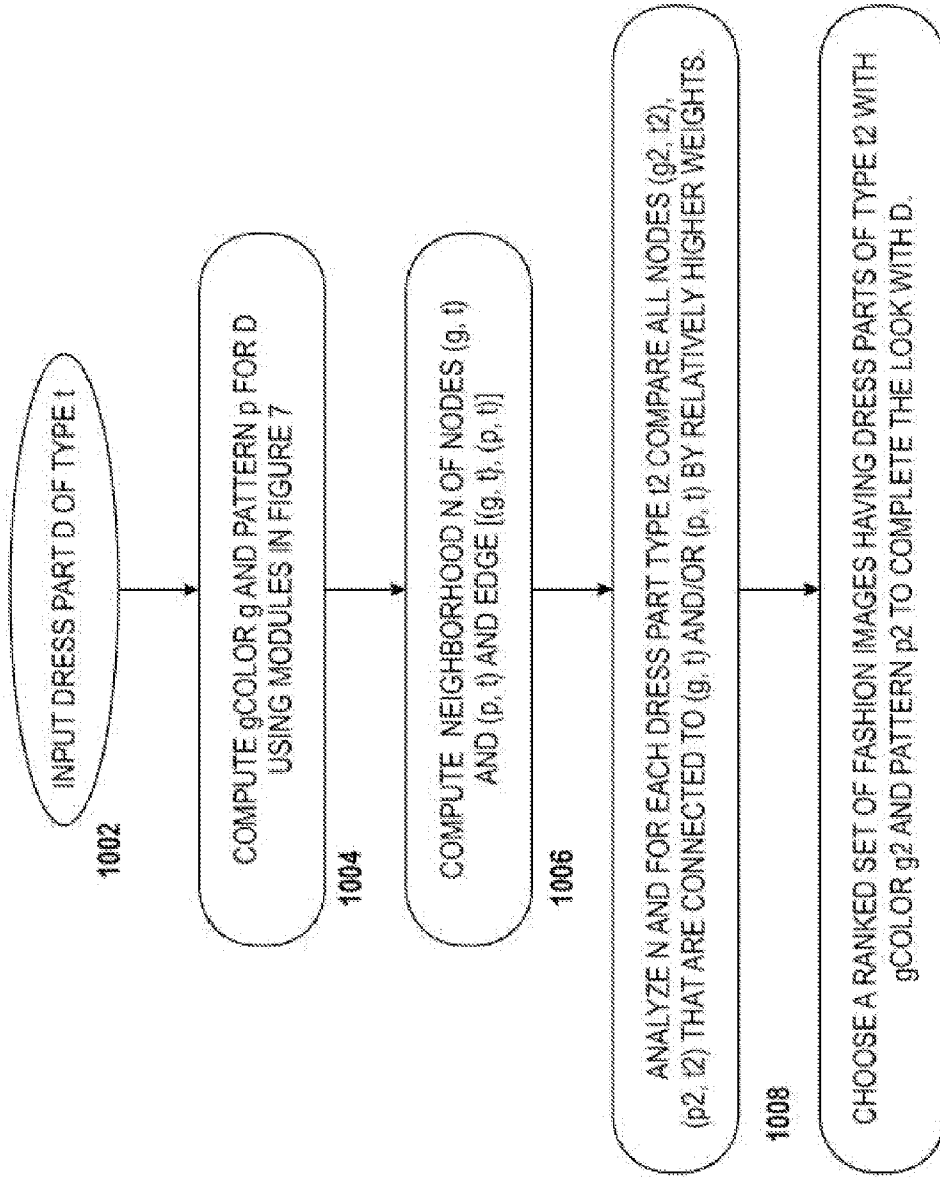 INPUT DRESS PART D OF TYPE t
1002
COMPUTE gCOLOR g AND PATTERN p FOR D
USING MODULES IN FIGURE 7
1004
COMPUTE NEIGHBORHOOD N OF NODES (g, t)
AND (p, t) AND EDGE [(g, t), (p, t)]
1006
ANALYZE N AND FOR EACH DRESS PART TYPE t2 COMPARE ALL NODES (g2, t2),
(p2, t2) THAT ARE CONNECTED TO (g, t) AND/OR (p, t) BY RELATIVELY HIGHER WEIGHTS.
1008
CHOOSE A RANKED SET OF FASHION IMAGES HAVING DRESS PARTS OF TYPE t2 WITH
gCOLOR g2 AND PATTERN p2 TO COMPLETE THE LOOK WITH D.